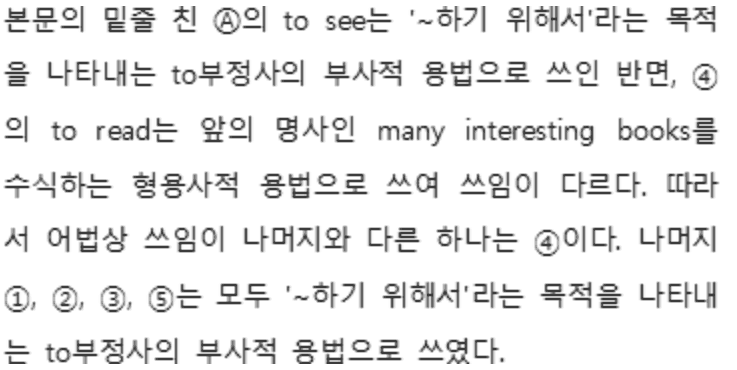 본문의 밑줄 친 Ⓐ의 to see는 '~하기 위해서'라는 목적
을 나타내는 to부정사의 부사적 용법으로 쓰인 반면, ④
의 to read는 앞의 명사인 many interesting books를
수식하는 형용사적 용법으로 쓰여 쓰임이 다르다. 따라
서 어법상 쓰임이 나머지와 다른 하나는 ④이다. 나머지
①, ②, ③, ⑤는 모두 '~하기 위해서'라는 목적을 나타내
는 to부정사의 부사적 용법으로 쓰였다.